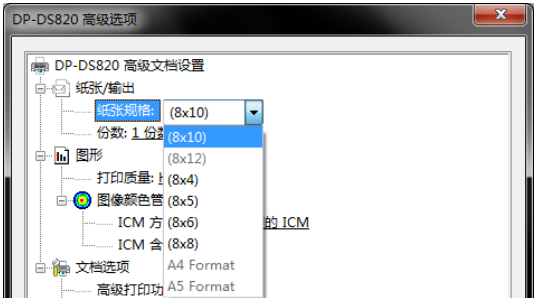 DP-DS820 高级选项
DP-DS820 高级文档设置
纸张/输出
纸张规格: (8x10)
份数: 1 份
(8x10)
(8x12)
图形
打印质量:
(8x4)
图像颜色管
(8x5)
ICM 方
(8x6)
的 ICM
ICM 含
(8x8)
文档选项
A4 Format
高级打印功
A5 Format